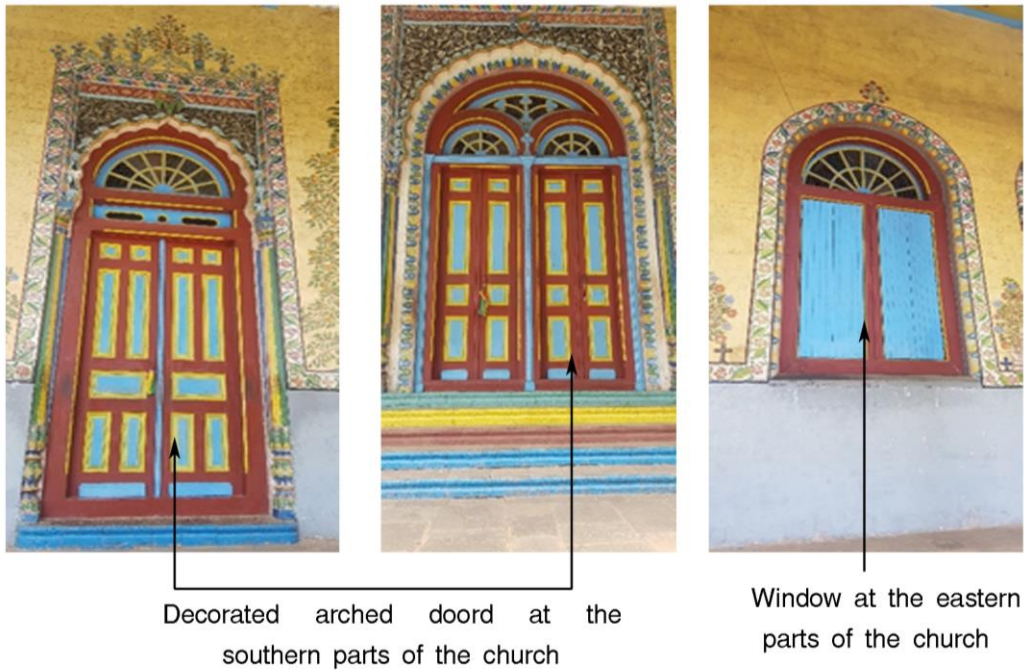 Decorated arched doord at the
southern parts of the church
Window at the eastern
parts of the church